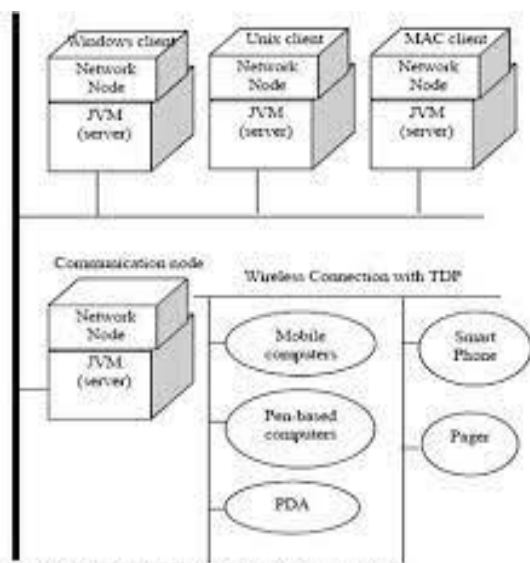 Windows client
Unix client
MAC client
Network
Node
Network
Node
Network
Node
JVM
(server)
JVM
(server)
JVM
(server)
Communication node
Wireless Connection with TDP
Network
Node
JVM
(server)
Mobile
computers
Smart
Phone
Pen-based
computers
Pager
PDA